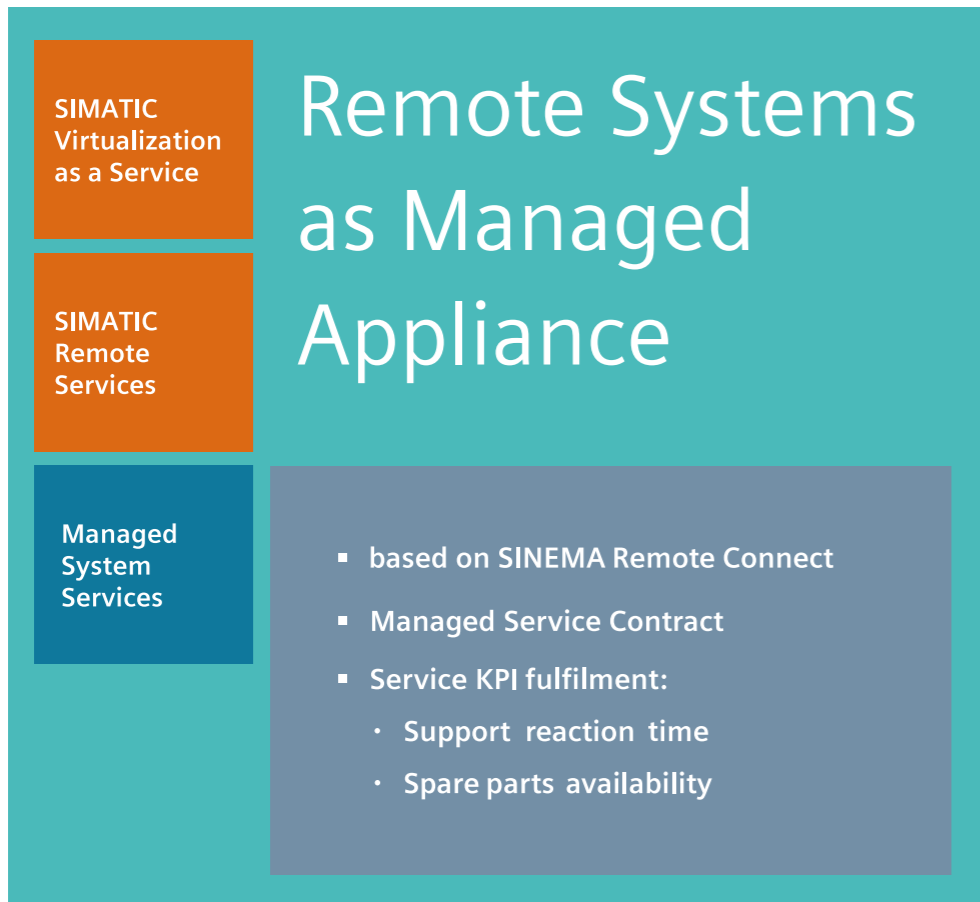 SIMATIC
Virtualization
as a Service
Remote Systems
as Managed
Appliance
SIMATIC
Remote
Services
Managed
System
Services
▪ based on SINEMA Remote Connect
▪ Managed Service Contract
▪ Service KPI fulfilment:
• Support reaction time
• Spare parts availability